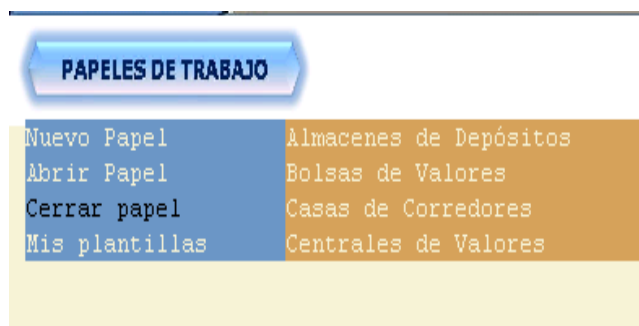 PAPELES DE TRABAJO
Nuevo Papel
Abrir Papel
Cerrar papel
Mis plantillas
Almacenes de Depósitos
Bolsas de Valores
Casas de Corredores
Centrales de Valores